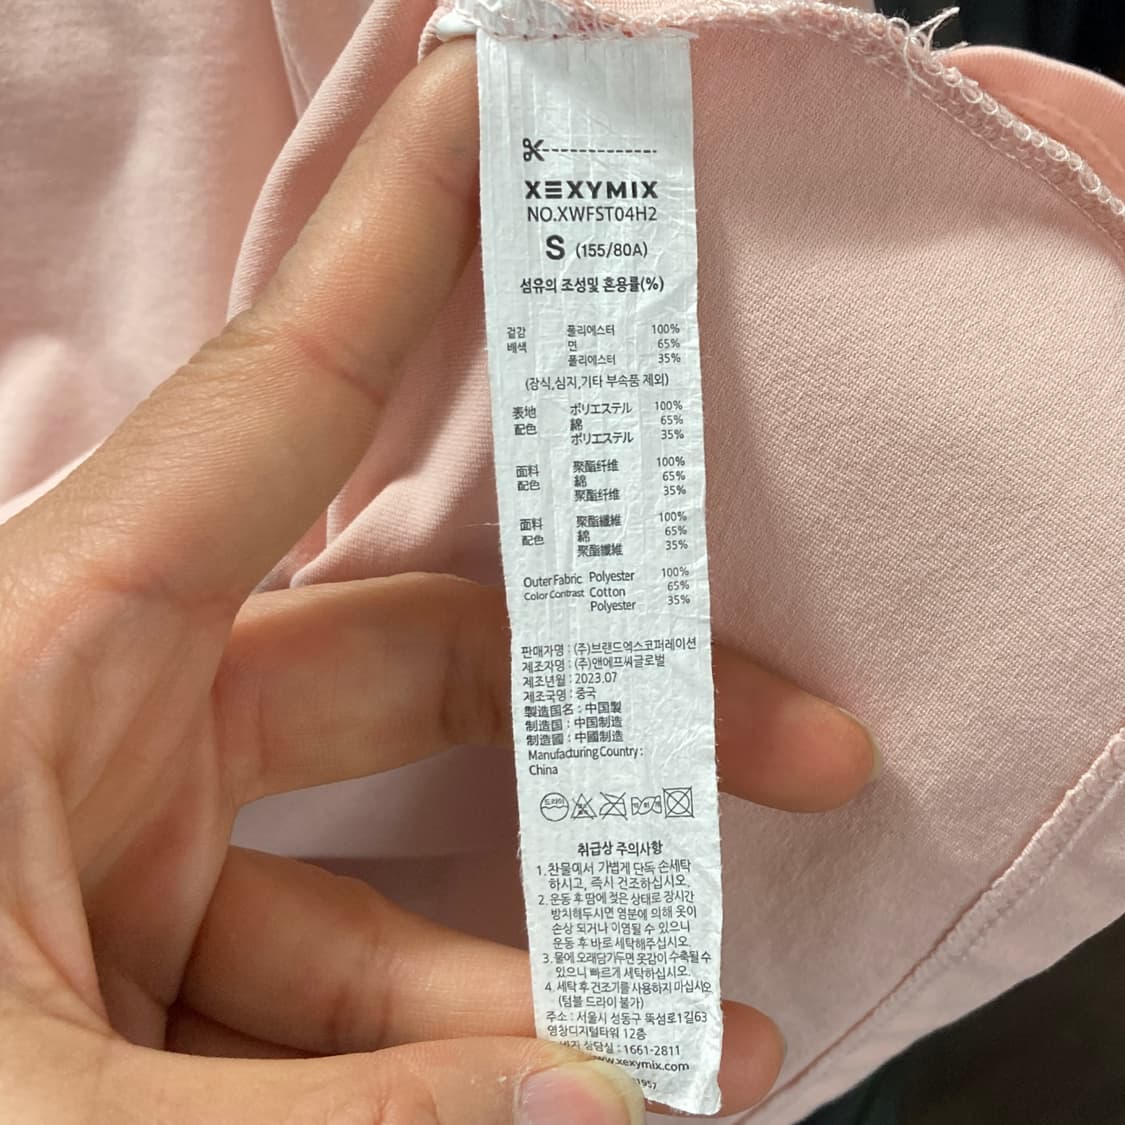 XEXYMIX
NO.XWFST04H2
S (155/80A)
섬유의 조성및 혼용률(%)
겉감 폴리에스터 100%
배색 면 65%
폴리에스터 35%
(장식,심지,기타 부속품 제외)
表地 ポリエステル 100%
配色 綿 65%
ポリエステル 35%
面料 聚酯纤维 100%
配色 綿 65%
聚酯纤维 35%
面料 聚酯纖維 100%
配色 綿 65%
聚酯纖維 35%
Outer Fabric Polyester 100%
Color Contrast Cotton 65%
Polyester 35%
판매자명 : (주)브랜드엑스코퍼레이션
제조자명 : (주)앤에프씨글로벌
제조년월 : 2023.07
제조국명 : 중국
製造国名 : 中国製
制造国 : 中国制造
制造國 : 中國制造
Manufacturing Country :
China
드라이
취급상 주의사항
1. 찬물에서 가볍게 단독 손세탁
하시고, 즉시 건조하십시오.
2. 운동 후 땀에 젖은 상태로 장시간
방치해두시면 염분에 의해 옷이
손상 되거나 이염될 수 있으니
운동 후 바로 세탁해주십시오.
3. 물에 오래담가두면 옷감이 수축될 수
있으니 빠르게 세탁하십시오.
4. 세탁 후 건조기를 사용하지 마십시오
(텀블 드라이 불가)
주소 : 서울시 성동구 뚝섬로1길63
영창디지털타워 12층
상담실 : 1661-2811
www.xexymix.com
1957